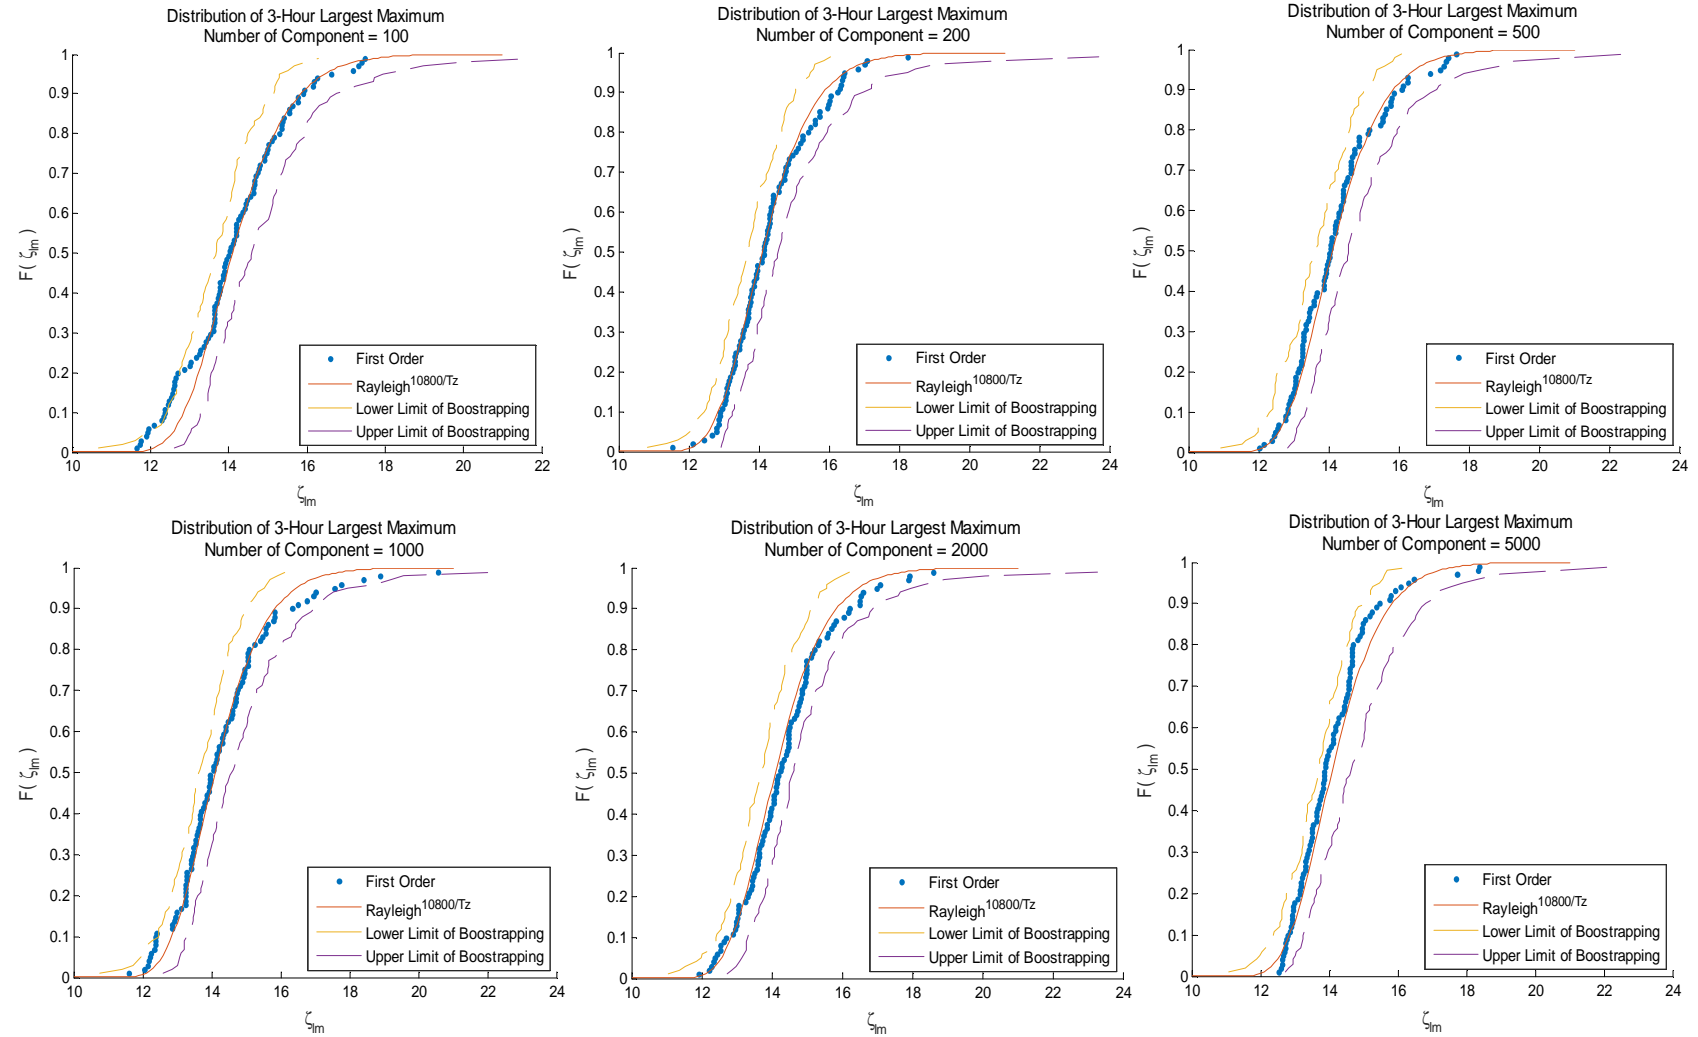 Distribution of 3-Hour Largest Maximum
Number of Component = 100
1
0.9
0.8
0.7
0.6
0.5
0.4
0.3
0.2
0.1
0
F( ζlm)
10 12 14 16 18 20 22
ζlm
First Order
Rayleigh10800/Tz
Lower Limit of Boostrapping
Upper Limit of Boostrapping
Distribution of 3-Hour Largest Maximum
Number of Component = 200
1
0.9
0.8
0.7
0.6
0.5
0.4
0.3
0.2
0.1
0
F( ζlm)
10 12 14 16 18 20 22 24
ζlm
First Order
Rayleigh10800/Tz
Lower Limit of Boostrapping
Upper Limit of Boostrapping
Distribution of 3-Hour Largest Maximum
Number of Component = 500
1
0.9
0.8
0.7
0.6
0.5
0.4
0.3
0.2
0.1
0
F( ζlm)
10 12 14 16 18 20 22 24
ζlm
First Order
Rayleigh10800/Tz
Lower Limit of Boostrapping
Upper Limit of Boostrapping
Distribution of 3-Hour Largest Maximum
Number of Component = 1000
1
0.9
0.8
0.7
0.6
0.5
0.4
0.3
0.2
0.1
0
F( ζlm)
10 12 14 16 18 20 22 24
ζlm
First Order
Rayleigh10800/Tz
Lower Limit of Boostrapping
Upper Limit of Boostrapping
Distribution of 3-Hour Largest Maximum
Number of Component = 2000
1
0.9
0.8
0.7
0.6
0.5
0.4
0.3
0.2
0.1
0
F( ζlm)
10 12 14 16 18 20 22 24
ζlm
First Order
Rayleigh10800/Tz
Lower Limit of Boostrapping
Upper Limit of Boostrapping
Distribution of 3-Hour Largest Maximum
Number of Component = 5000
1
0.9
0.8
0.7
0.6
0.5
0.4
0.3
0.2
0.1
0
F( ζlm)
10 12 14 16 18 20 22 24
ζlm
First Order
Rayleigh10800/Tz
Lower Limit of Boostrapping
Upper Limit of Boostrapping